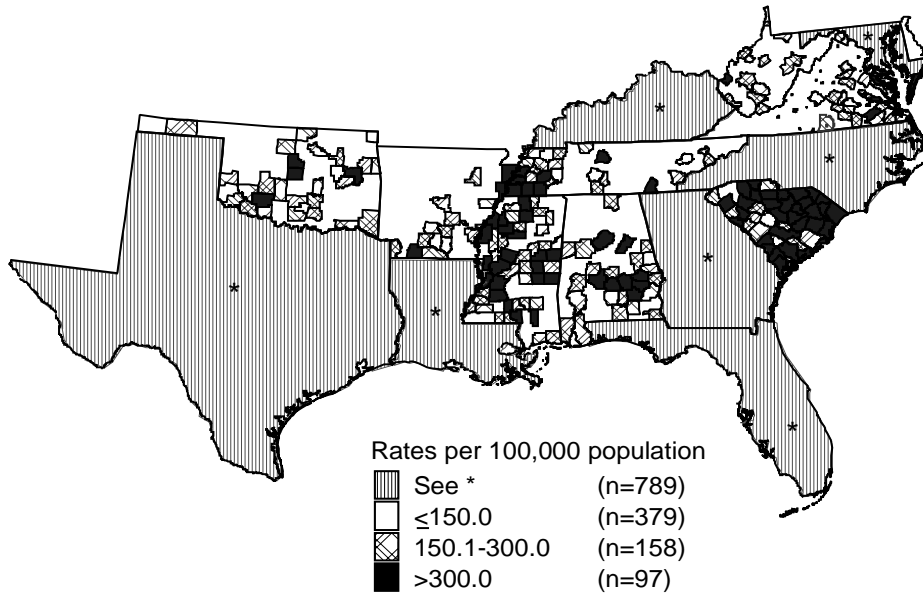 *
*
*
*
*
*
*
*
Rates per 100,000 population
See * (n=789)
≤150.0 (n=379)
150.1-300.0 (n=158)
>300.0 (n=97)